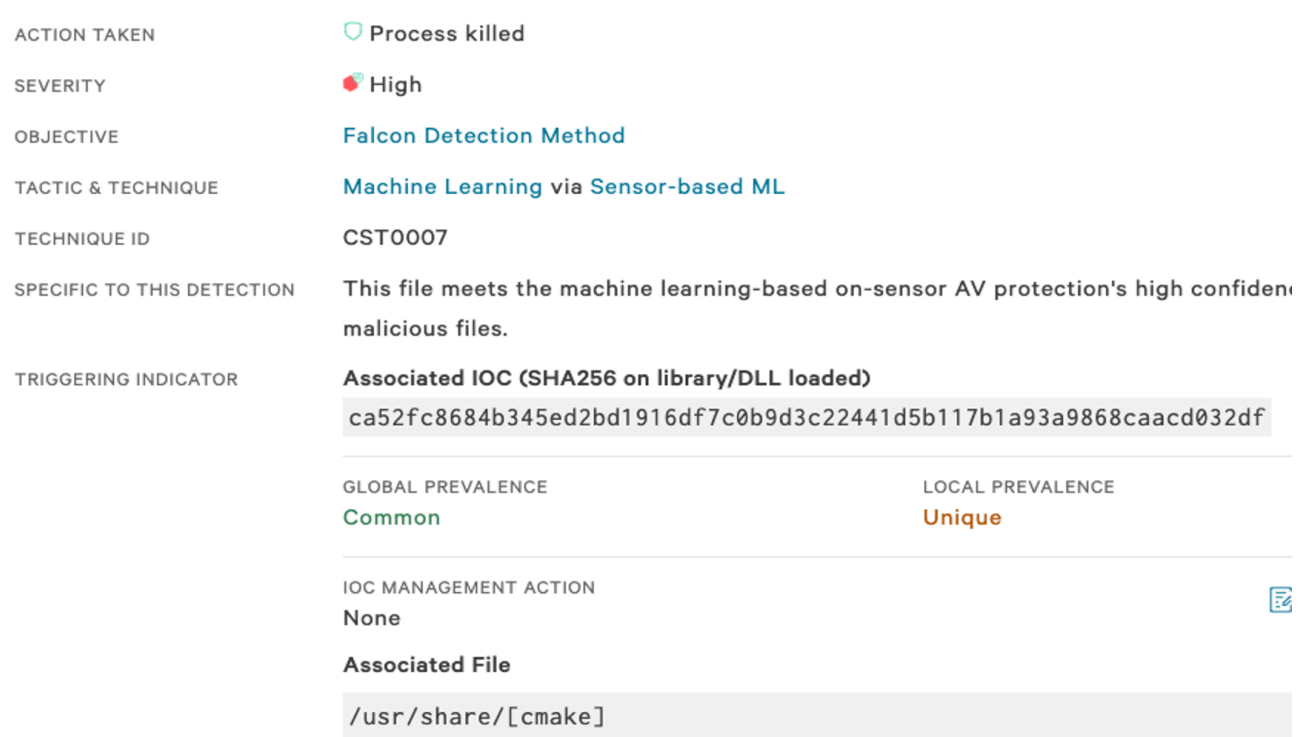 ACTION TAKEN Process killed
SEVERITY High
OBJECTIVE Falcon Detection Method
TACTIC & TECHNIQUE Machine Learning via Sensor-based ML
TECHNIQUE ID CST0007
SPECIFIC TO THIS DETECTION This file meets the machine learning-based on-sensor AV protection's high
malicious files.
TRIGGERING INDICATOR Associated IOC (SHA256 on library/DLL loaded)
ca52fc8684b345ed2bd1916df7c0b9d3c22441d5b117b1a93a9868caacd032df
GLOBAL PREVALENCE LOCAL PREVALENCE
Common Unique
IOC MANAGEMENT ACTION
None
Associated File
/usr/share/[cmake]